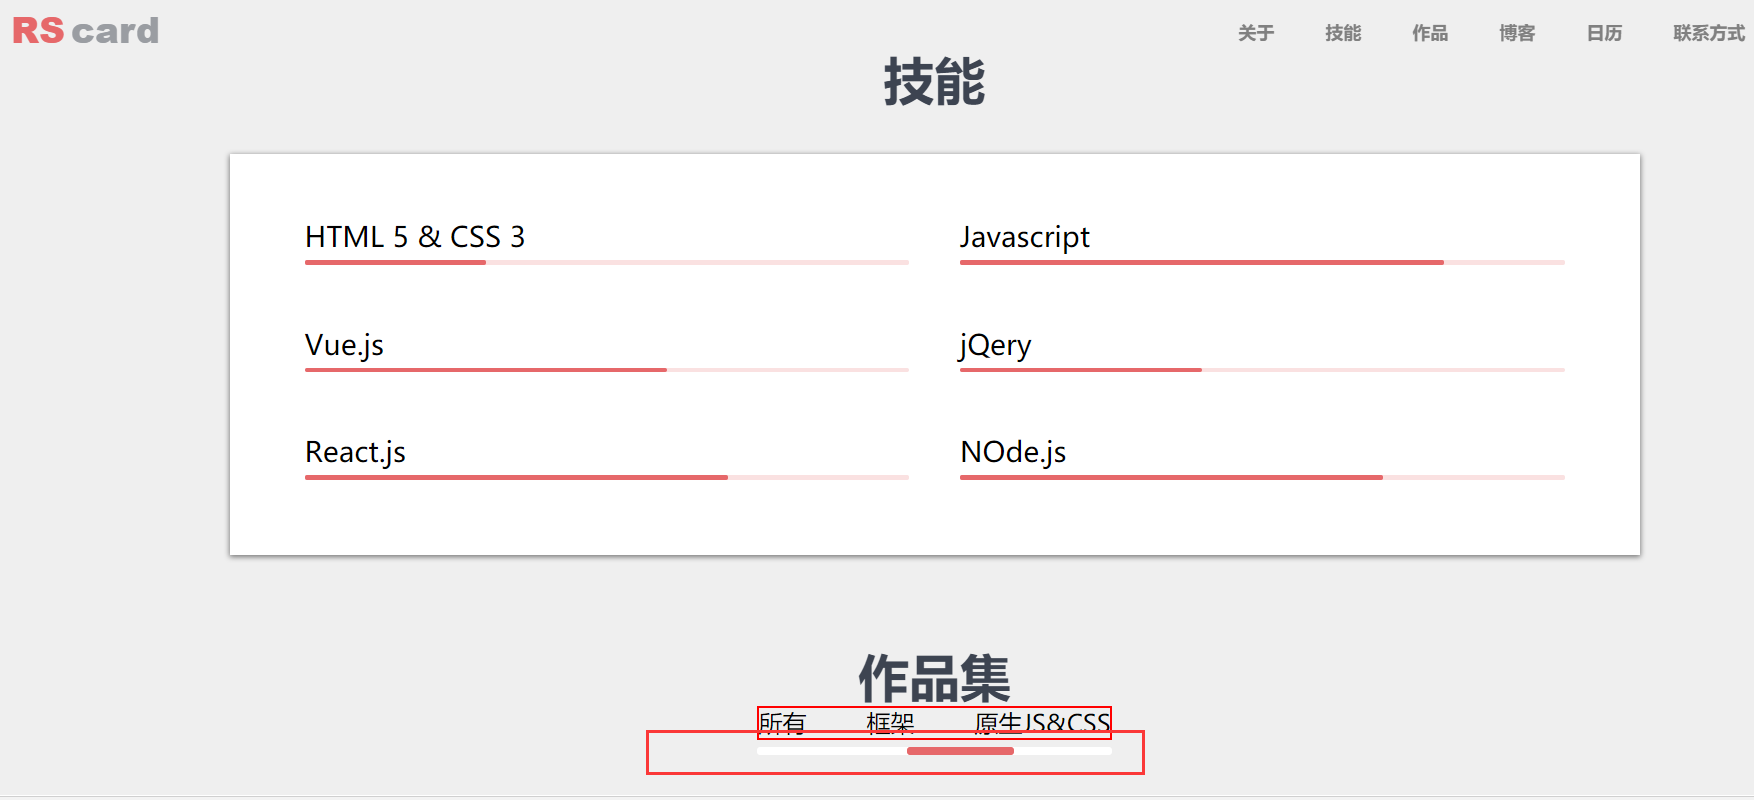 RS card
关于 技能 作品 博客 日历 联系方式
技能
HTML 5 & CSS 3
Javascript
Vue.js
jQery
React.js
NOde.js
作品集
所有 框架 原生JS&CSS